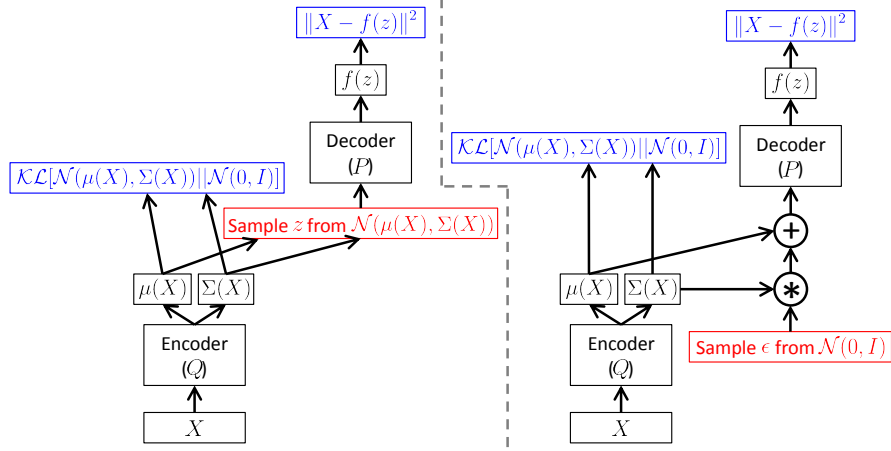 ‖X − f(z)‖²
f(z)
Decoder
(P)
𝒦ℒ[𝒩(μ(X), Σ(X))||𝒩(0, I)]
Sample z from 𝒩(μ(X), Σ(X))
μ(X)
Σ(X)
Encoder
(Q)
X
‖X − f(z)‖²
f(z)
Decoder
(P)
𝒦ℒ[𝒩(μ(X), Σ(X))||𝒩(0, I)]
+
μ(X)
Σ(X)
*
Encoder
(Q)
Sample ϵ from 𝒩(0, I)
X